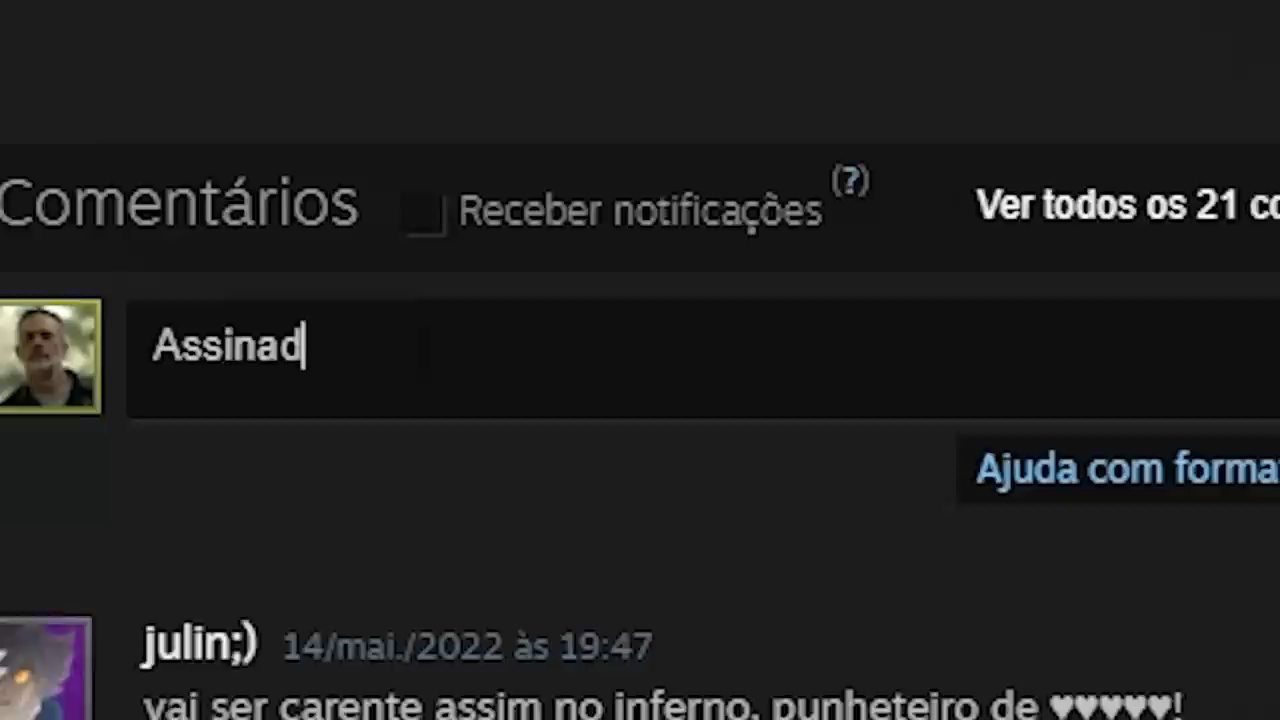 Comentários
Receber notificações (?)
Ver todos os 21 co
Assinad
Ajuda com forma
julin;) 14/mai./2022 às 19:47
vai ser carente assim no inferno, punheteiro de ♥♥♥♥♥!